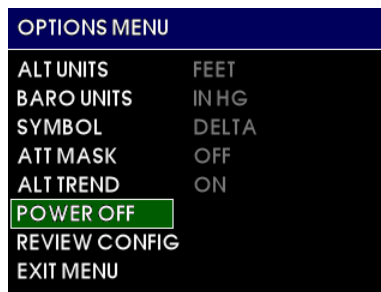 OPTIONS MENU
ALT UNITS FEET
BARO UNITS IN HG
SYMBOL DELTA
ATT MASK OFF
ALT TREND ON
POWER OFF
REVIEW CONFIG
EXIT MENU